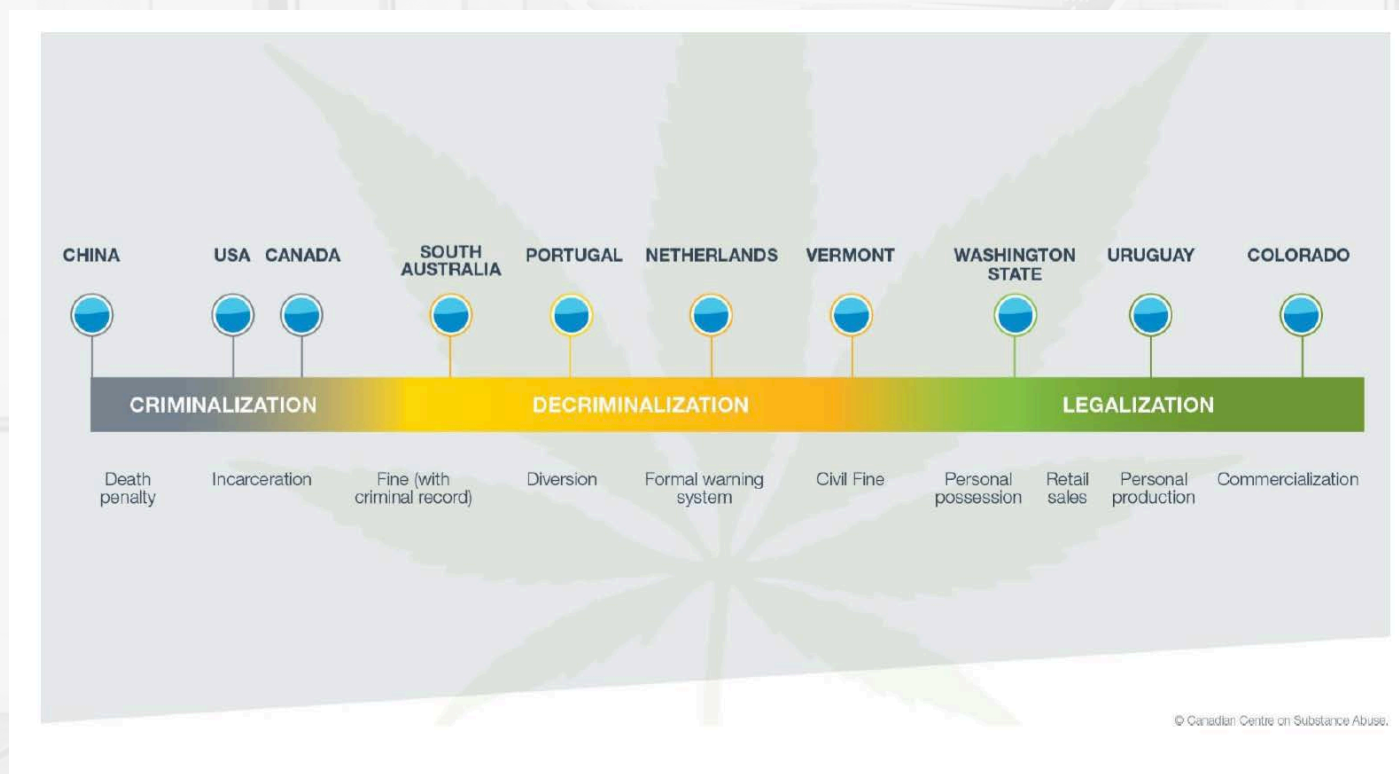 CHINA
USA
CANADA
SOUTH
AUSTRALIA
PORTUGAL
NETHERLANDS
VERMONT
WASHINGTON
STATE
URUGUAY
COLORADO
CRIMINALIZATION
DECRIMINALIZATION
LEGALIZATION
Death
penalty
Incarceration
Fine (with
criminal record)
Diversion
Formal warning
system
Civil Fine
Personal
possession
Retail
sales
Personal
production
Commercialization
© Canadian Centre on Substance Abuse.